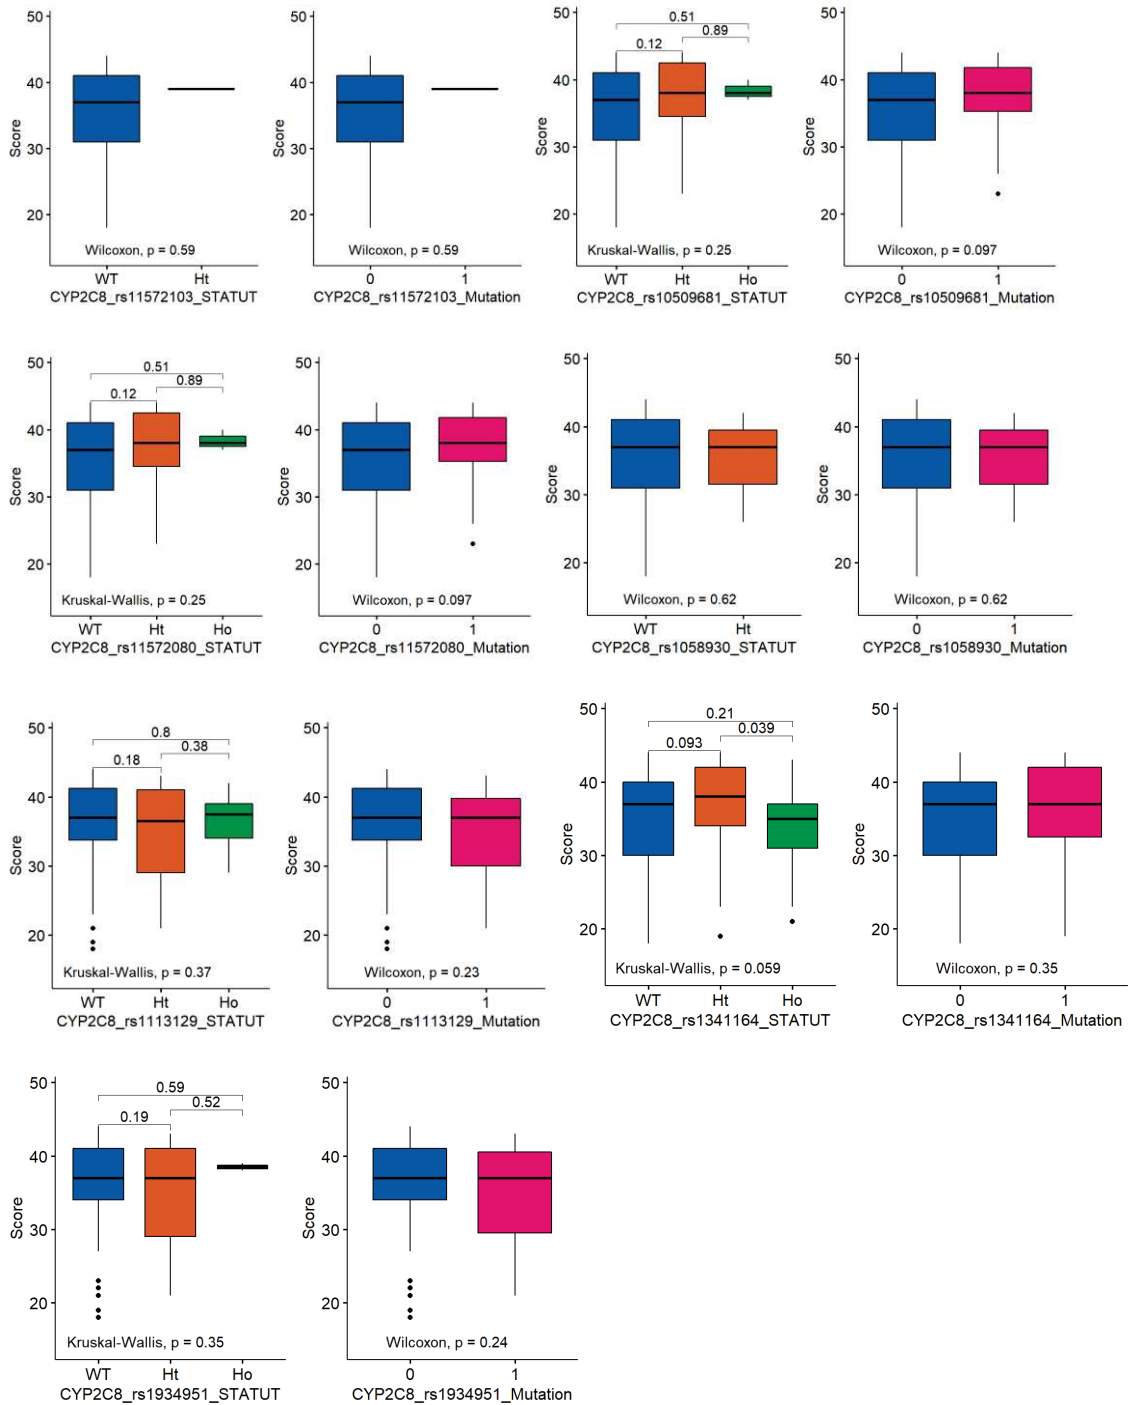 50
40
30
20
Score
Wilcoxon, p = 0.59
WT Ht
CYP2C8_rs11572103_STATUT
50
40
30
20
Score
Wilcoxon, p = 0.59
0 1
CYP2C8_rs11572103_Mutation
50
40
30
20
Score
0.51
0.89
0.12
Kruskal-Wallis, p = 0.25
WT Ht Ho
CYP2C8_rs10509681_STATUT
50
40
30
20
Score
Wilcoxon, p = 0.097
0 1
CYP2C8_rs10509681_Mutation
50
40
30
20
Score
0.51
0.89
0.12
Kruskal-Wallis, p = 0.25
WT Ht Ho
CYP2C8_rs11572080_STATUT
50
40
30
20
Score
Wilcoxon, p = 0.097
0 1
CYP2C8_rs11572080_Mutation
50
40
30
20
Score
Wilcoxon, p = 0.62
WT Ht
CYP2C8_rs1058930_STATUT
50
40
30
20
Score
Wilcoxon, p = 0.62
0 1
CYP2C8_rs1058930_Mutation
50
40
30
20
Score
0.8
0.38
0.18
Kruskal-Wallis, p = 0.37
WT Ht Ho
CYP2C8_rs1113129_STATUT
50
40
30
20
Score
Wilcoxon, p = 0.23
0 1
CYP2C8_rs1113129_Mutation
50
40
30
20
Score
0.21
0.039
0.093
Kruskal-Wallis, p = 0.059
WT Ht Ho
CYP2C8_rs1341164_STATUT
50
40
30
20
Score
Wilcoxon, p = 0.35
0 1
CYP2C8_rs1341164_Mutation
50
40
30
20
Score
0.59
0.52
0.19
Kruskal-Wallis, p = 0.35
WT Ht Ho
CYP2C8_rs1934951_STATUT
50
40
30
20
Score
Wilcoxon, p = 0.24
0 1
CYP2C8_rs1934951_Mutation